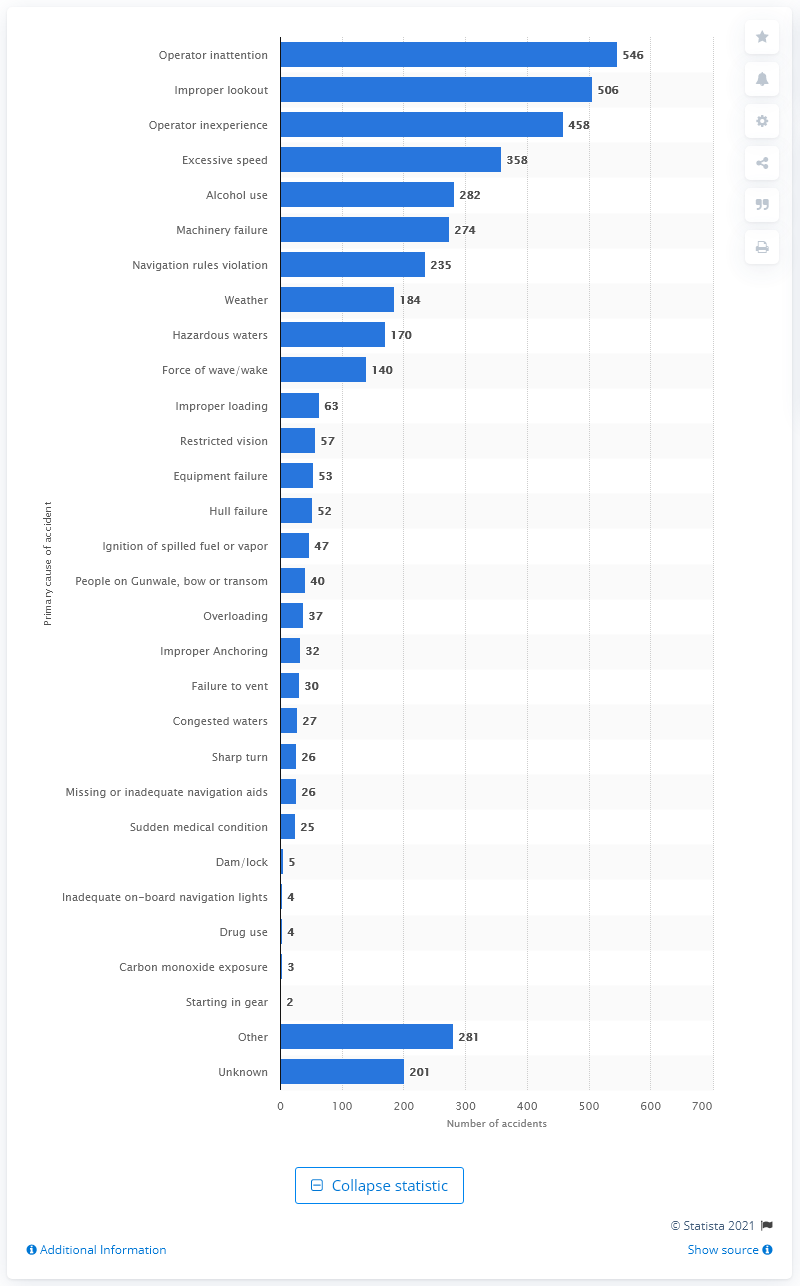 Operator inattention 546
Improper lookout 506
Operator inexperience 458
Excessive speed 358
Alcohol use 282
Machinery failure 274
Navigation rules violation 235
Weather 184
Hazardous waters 170
Force of wave/wake 140
Improper loading 63
Restricted vision 57
Equipment failure 53
Hull failure 52
Ignition of spilled fuel or vapor 47
People on Gunwale, bow or transom 40
Overloading 37
Improper Anchoring 32
Failure to vent 30
Congested waters 27
Sharp turn 26
Missing or inadequate navigation aids 26
Sudden medical condition 25
Dam/lock 5
Inadequate on-board navigation lights 4
Drug use 4
Carbon monoxide exposure 3
Starting in gear 2
Other 281
Unknown 201
Primary cause of accident
0 100 200 300 400 500 600 700
Number of accidents
Collapse statistic
© Statista 2021
Additional Information
Show source